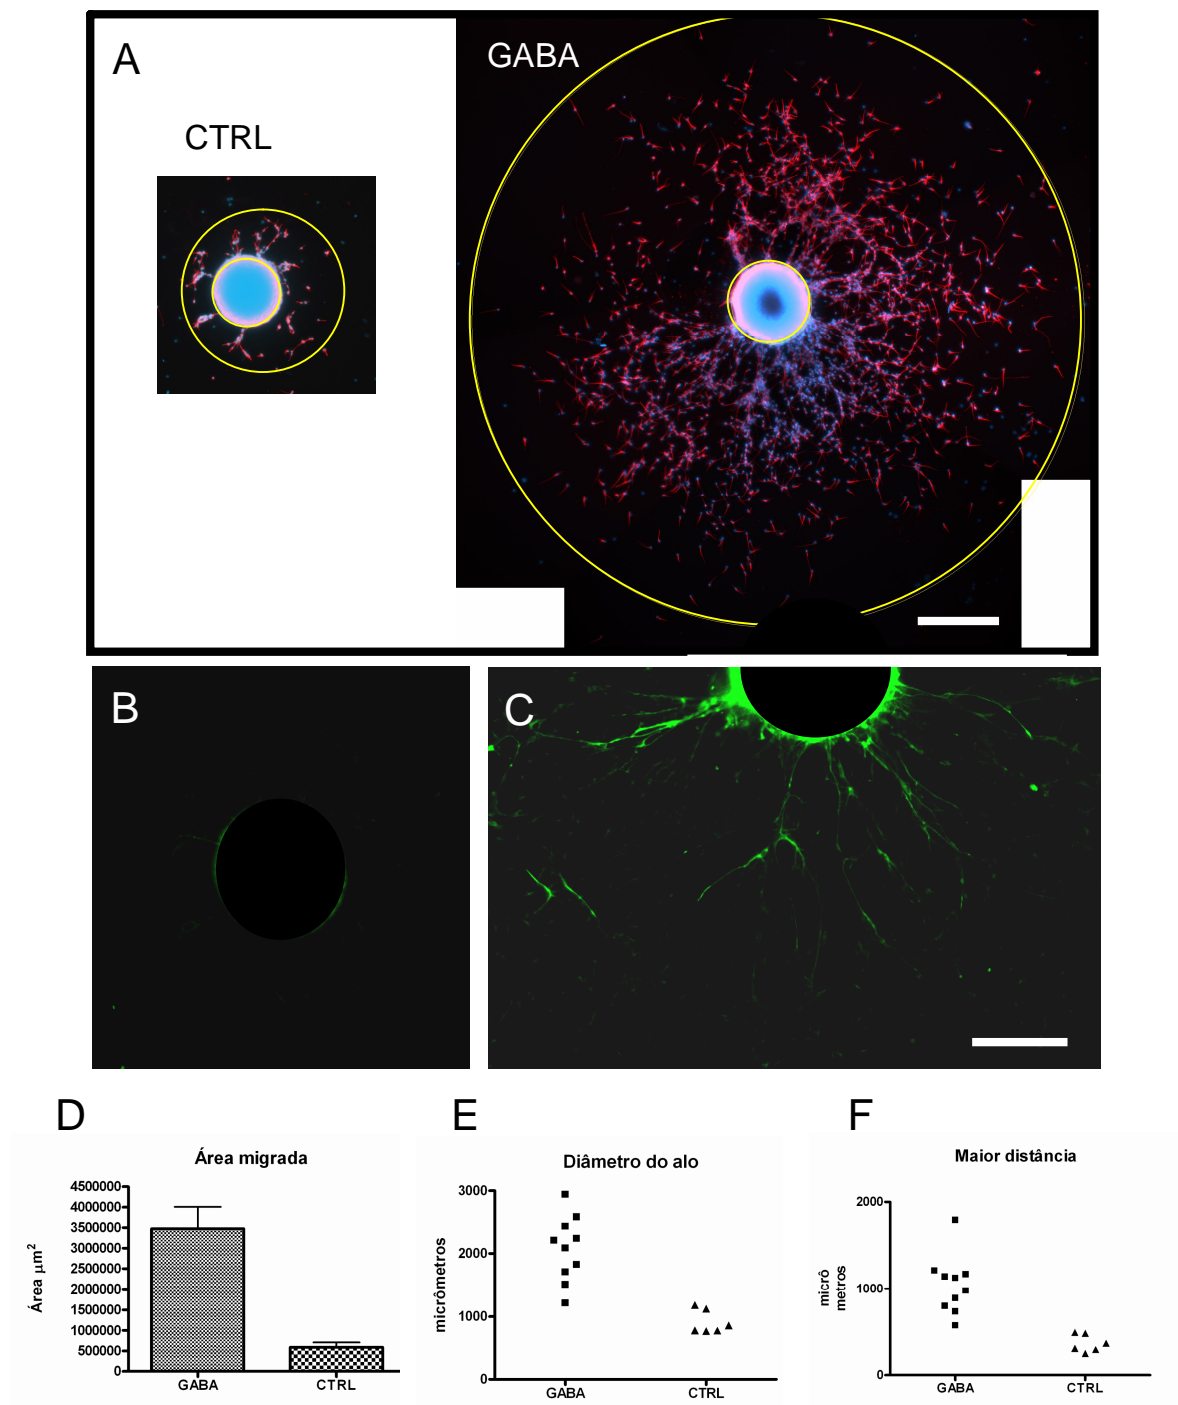 A
GABA
CTRL
B
C
D
E
F
Área migrada
4500000
4000000
3500000
3000000
2500000
2000000
1500000
1000000
500000
0
Área µm²
GABA
CTRL
Diâmetro do alo
3000
2000
1000
0
micrômetros
GABA
CTRL
Maior distância
2000
1000
0
micrô
metros
GABA
CTRL